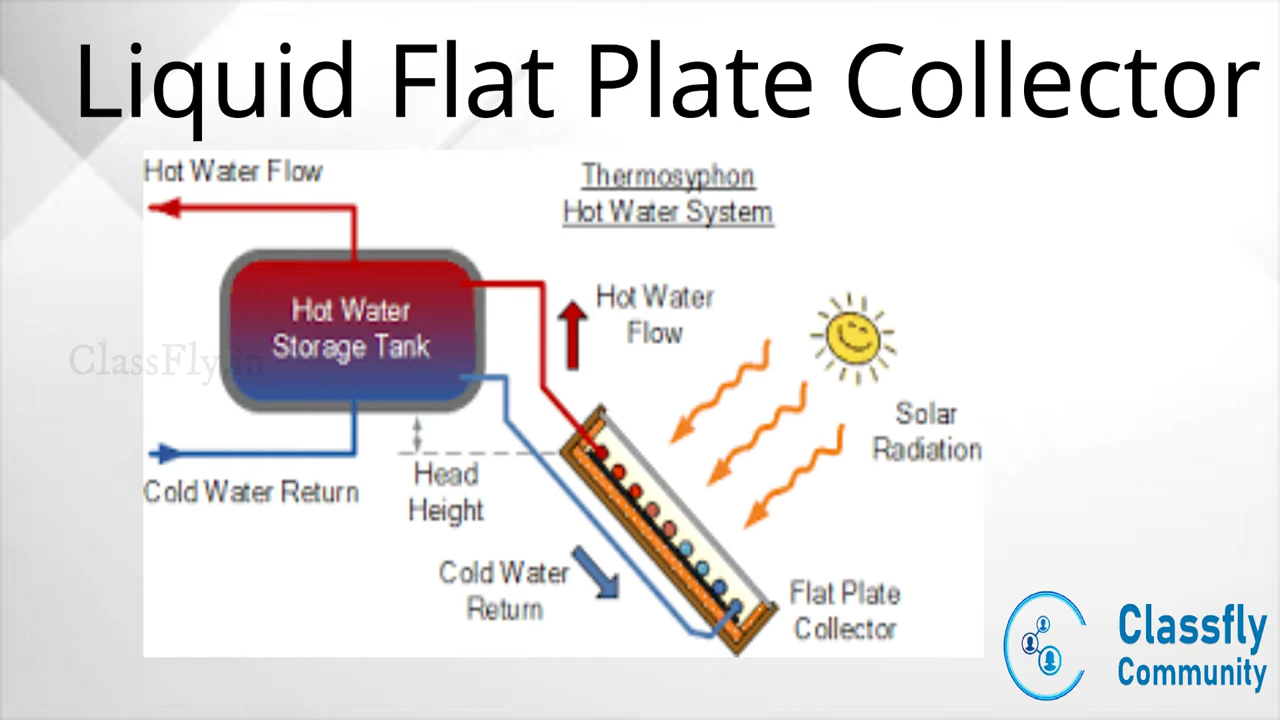 Liquid Flat Plate Collector
Hot Water Flow
Thermosyphon
Hot Water System
Hot Water
Storage Tank
Hot Water
Flow
ClassFly.in
Solar
Radiation
Head
Height
Cold Water Return
Cold Water
Return
Flat Plate
Collector
Classfly
Community